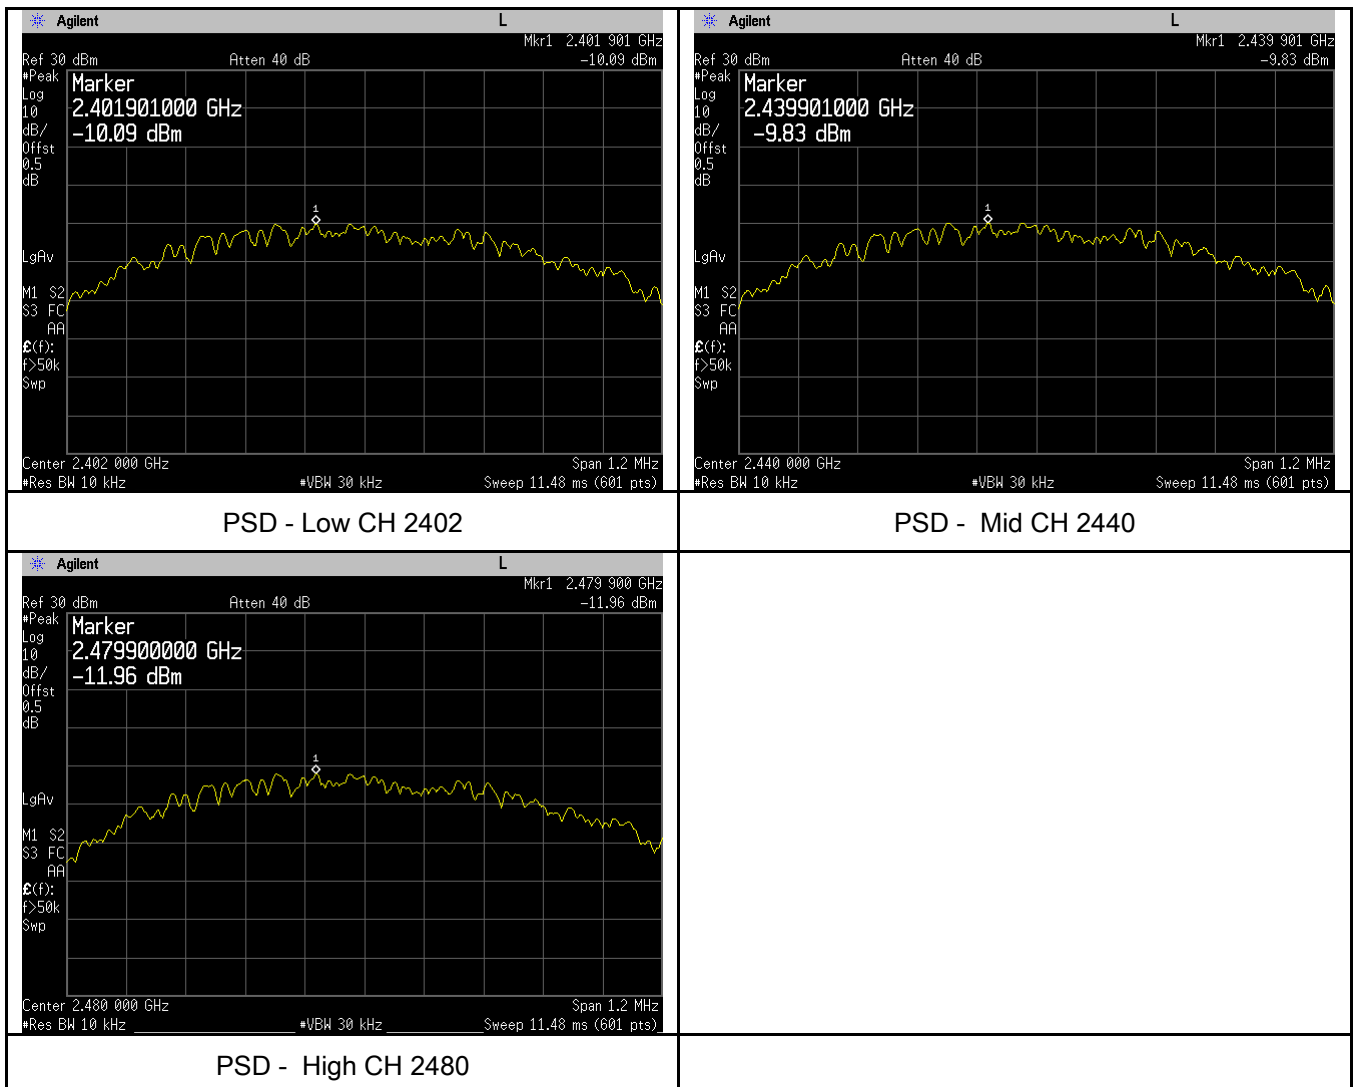 Agilent L
Mkr1 2.401 901 GHz
Ref 30 dBm Atten 40 dB -10.09 dBm
#Peak
Log
10
dB/
Offst
0.5
dB
Marker
2.401901000 GHz
-10.09 dBm
1
LgAv
M1 S2
S3 FC
AA
£(f):
f>50k
Swp
Center 2.402 000 GHz Span 1.2 MHz
#Res BW 10 kHz #VBW 30 kHz Sweep 11.48 ms (601 pts)
PSD - Low CH 2402
Agilent L
Mkr1 2.439 901 GHz
Ref 30 dBm Atten 40 dB -9.83 dBm
#Peak
Log
10
dB/
Offst
0.5
dB
Marker
2.439901000 GHz
-9.83 dBm
1
LgAv
M1 S2
S3 FC
AA
£(f):
f>50k
Swp
Center 2.440 000 GHz Span 1.2 MHz
#Res BW 10 kHz #VBW 30 kHz Sweep 11.48 ms (601 pts)
PSD - Mid CH 2440
Agilent L
Mkr1 2.479 900 GHz
Ref 30 dBm Atten 40 dB -11.96 dBm
#Peak
Log
10
dB/
Offst
0.5
dB
Marker
2.479900000 GHz
-11.96 dBm
1
LgAv
M1 S2
S3 FC
AA
£(f):
f>50k
Swp
Center 2.480 000 GHz Span 1.2 MHz
#Res BW 10 kHz #VBW 30 kHz Sweep 11.48 ms (601 pts)
PSD - High CH 2480